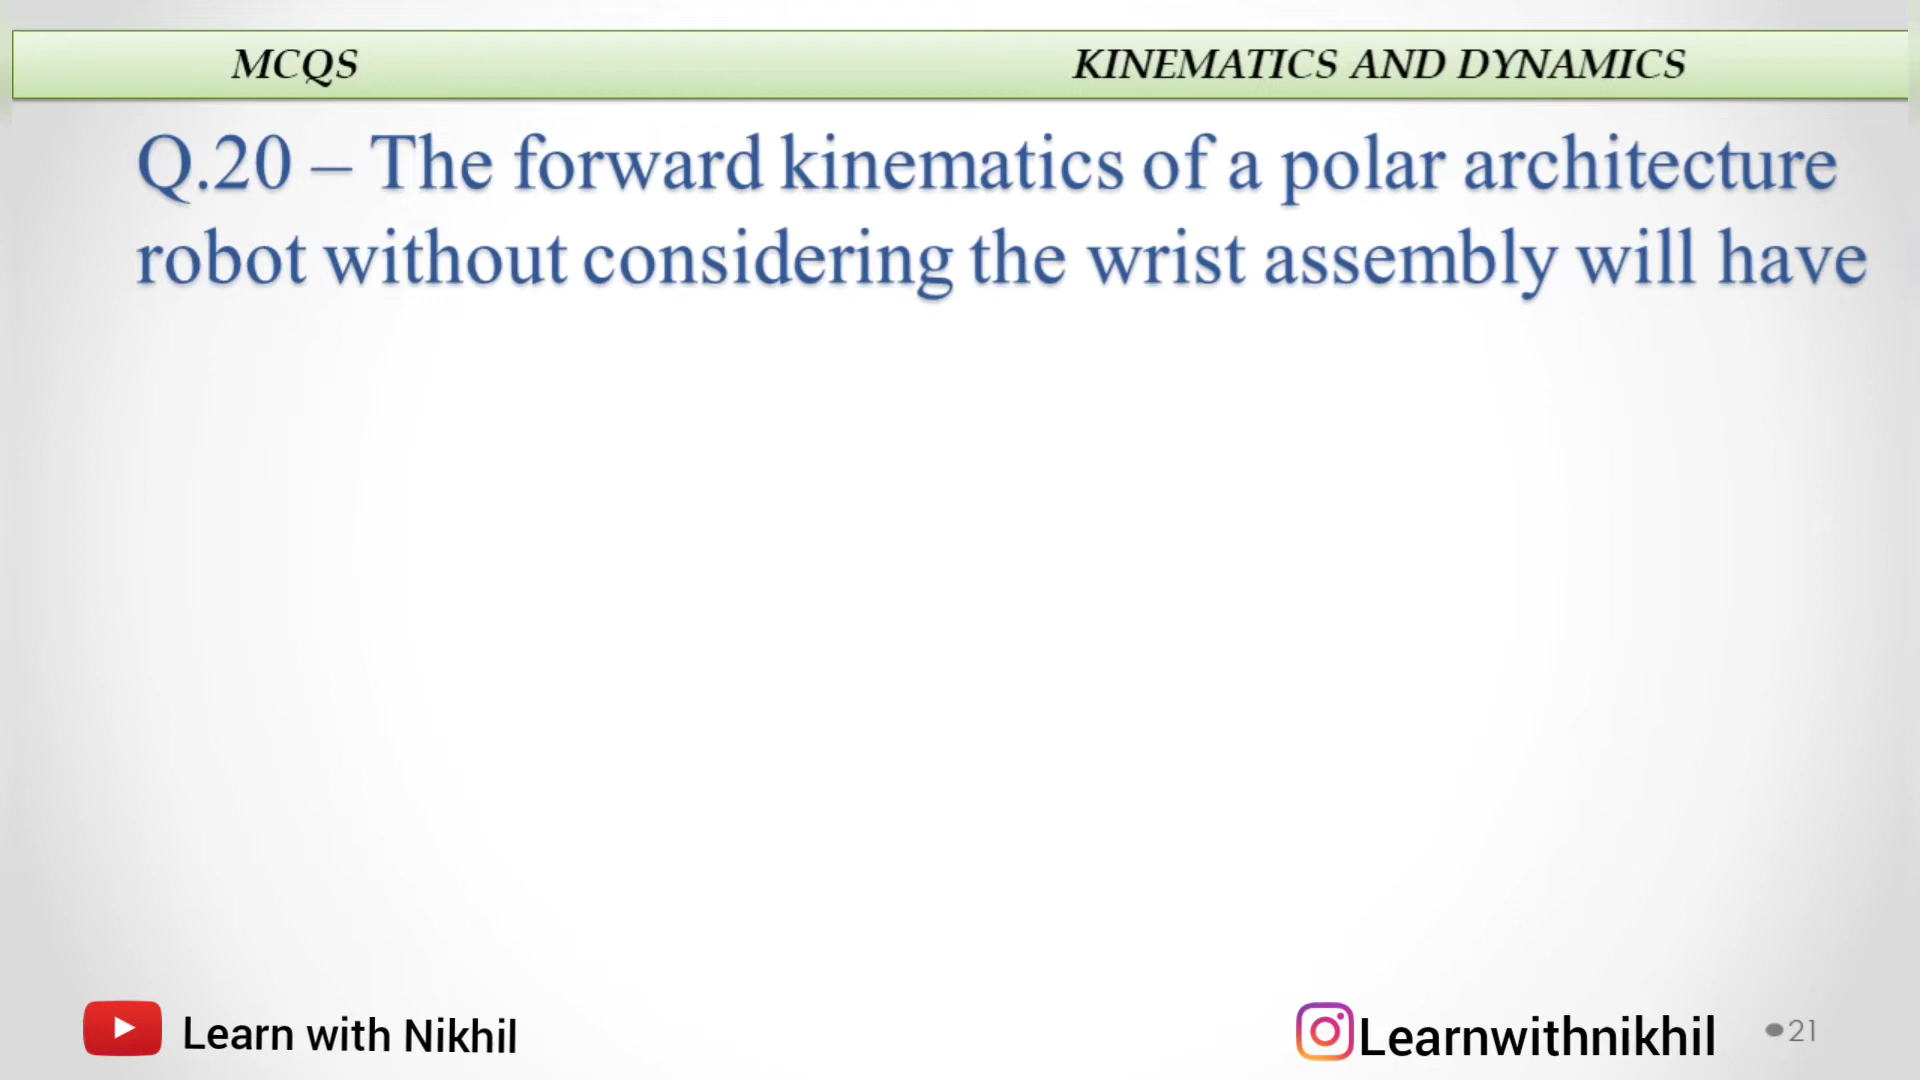 MCQS KINEMATICS AND DYNAMICS
Q.20 – The forward kinematics of a polar architecture
robot without considering the wrist assembly will have
Learn with Nikhil Learnwithnikhil 21